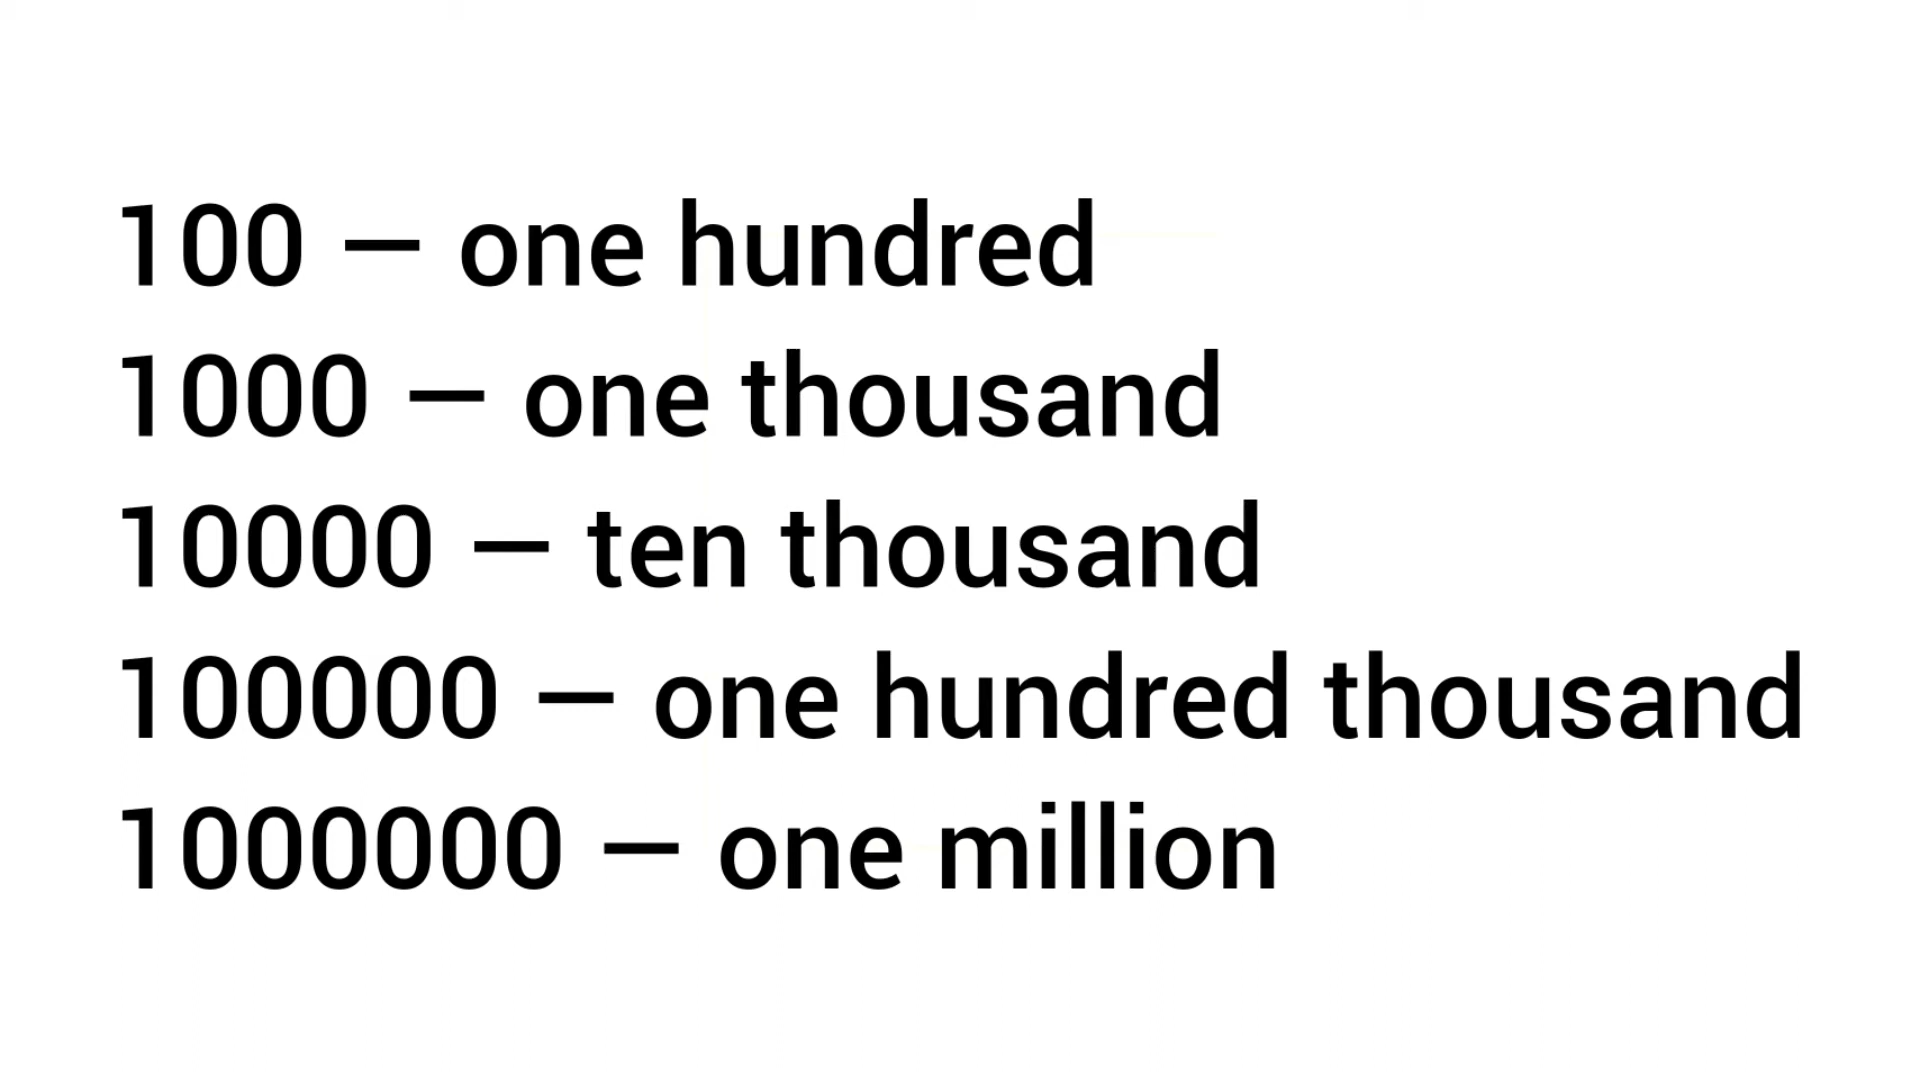 100 — one hundred
1000 — one thousand
10000 — ten thousand
100000 — one hundred thousand
1000000 — one million